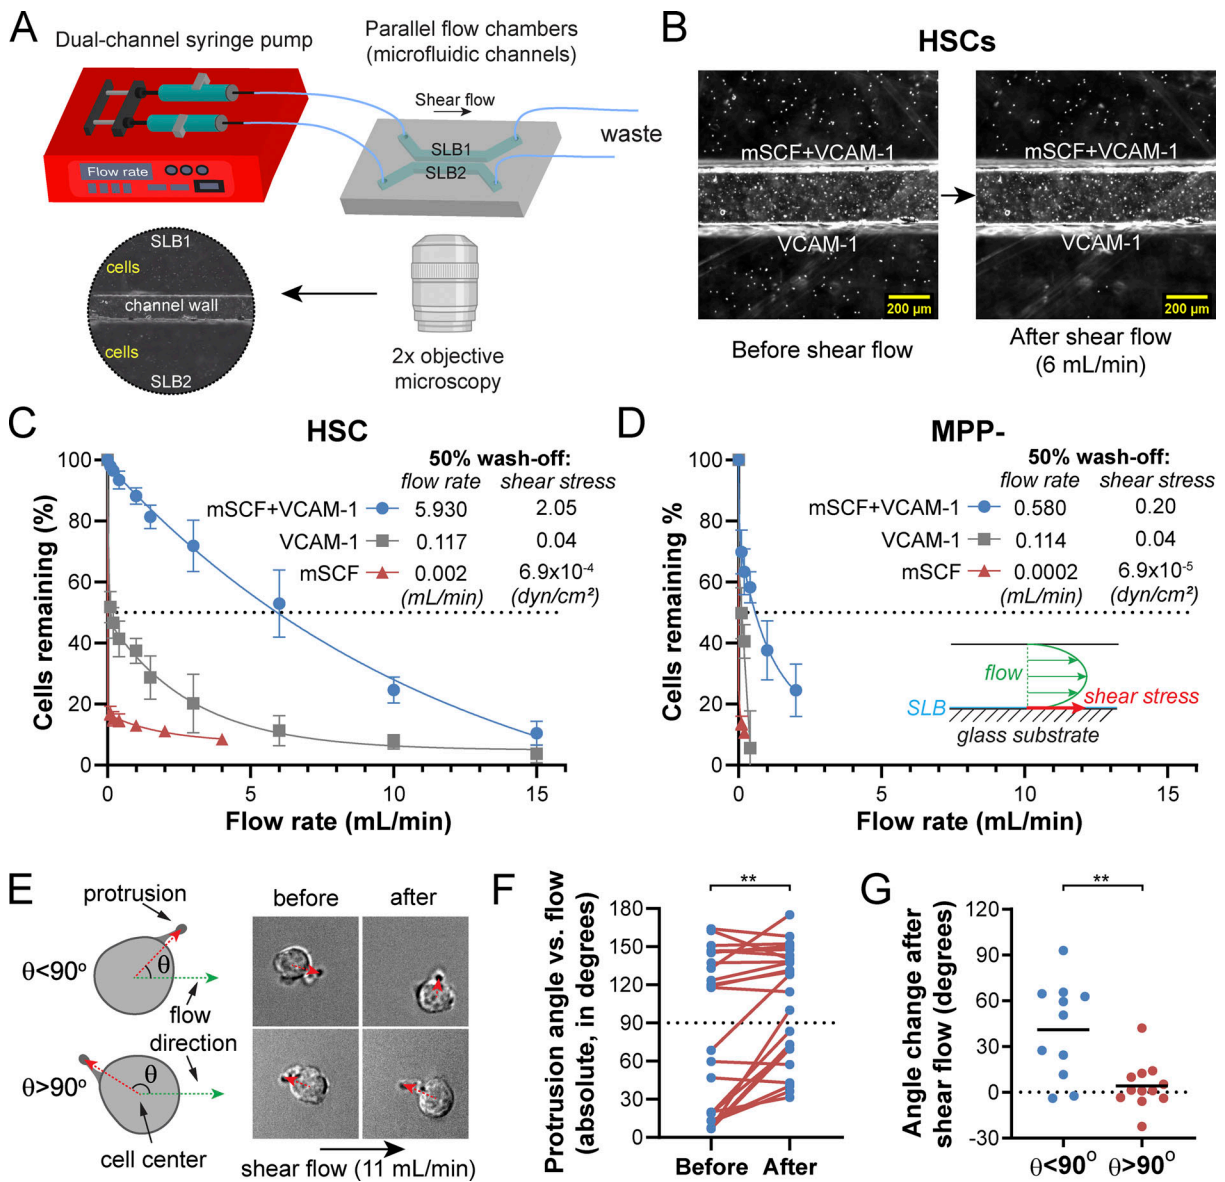 A
Dual-channel syringe pump
Parallel flow chambers
(microfluidic channels)
Shear flow
waste
SLB1
SLB2
Flow rate
SLB1
cells
channel wall
cells
SLB2
2x objective
microscopy
B
HSCs
mSCF+VCAM-1
VCAM-1
200 µm
Before shear flow
mSCF+VCAM-1
VCAM-1
200 µm
After shear flow
(6 mL/min)
C
HSC
50% wash-off:
flow rate shear stress
mSCF+VCAM-1 5.930 2.05
VCAM-1 0.117 0.04
mSCF 0.002 6.9x10⁻⁴
(mL/min) (dyn/cm²)
Cells remaining (%)
100
80
60
40
20
0
0 5 10 15
Flow rate (mL/min)
D
MPP-
50% wash-off:
flow rate shear stress
mSCF+VCAM-1 0.580 0.20
VCAM-1 0.114 0.04
mSCF 0.0002 6.9x10⁻⁵
(mL/min) (dyn/cm²)
Cells remaining %
100
80
60
40
20
0
flow
SLB
shear stress
glass substrate
0 5 10 15
Flow rate (mL/min)
E
protrusion
θ<90°
θ
flow
direction
θ>90°
θ
cell center
before after
shear flow (11 mL/min)
F
Protrusion angle vs. flow
(absolute, in degrees)
**
180
150
120
90
60
30
0
Before After
G
Angle change after
shear flow (degrees)
**
120
90
60
30
0
-30
θ<90° θ>90°